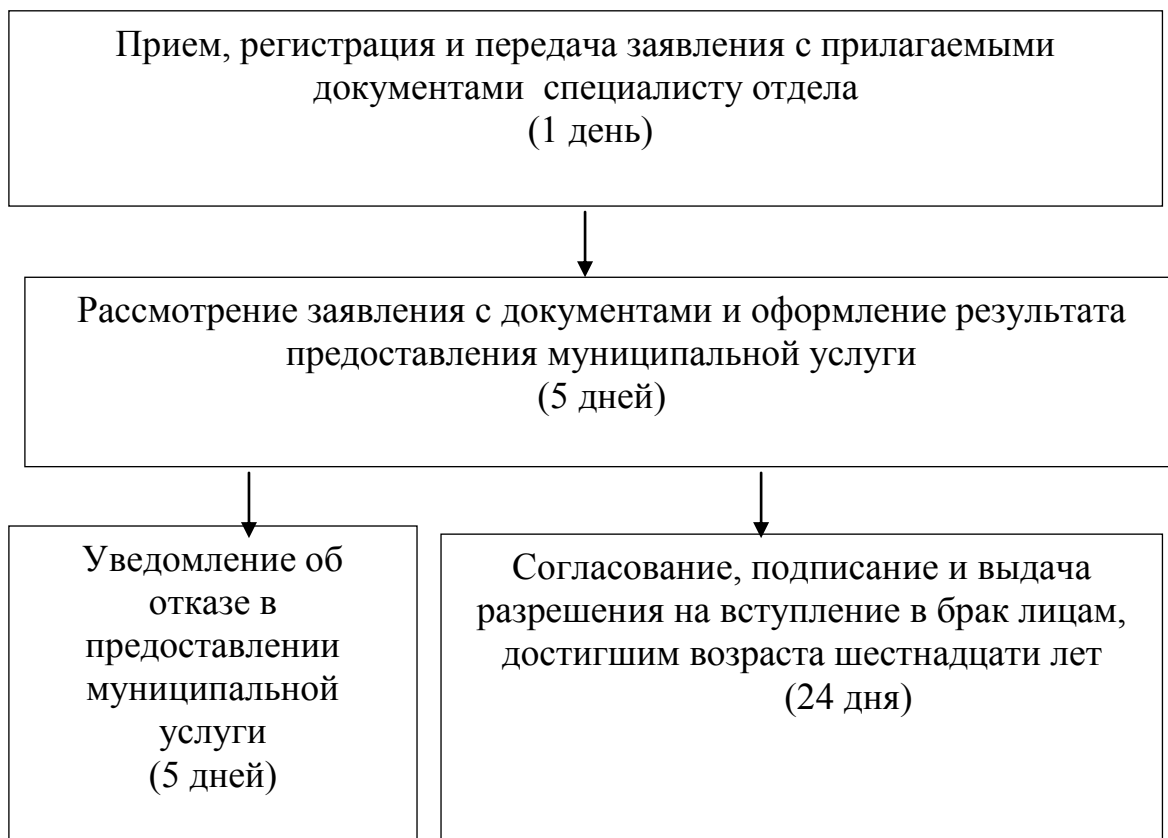 Прием, регистрация и передача заявления с прилагаемыми
документами специалисту отдела
(1 день)
Рассмотрение заявления с документами и оформление результата
предоставления муниципальной услуги
(5 дней)
Уведомление об
отказе в
предоставлении
муниципальной
услуги
(5 дней)
Согласование, подписание и выдача
разрешения на вступление в брак лицам,
достигшим возраста шестнадцати лет
(24 дня)